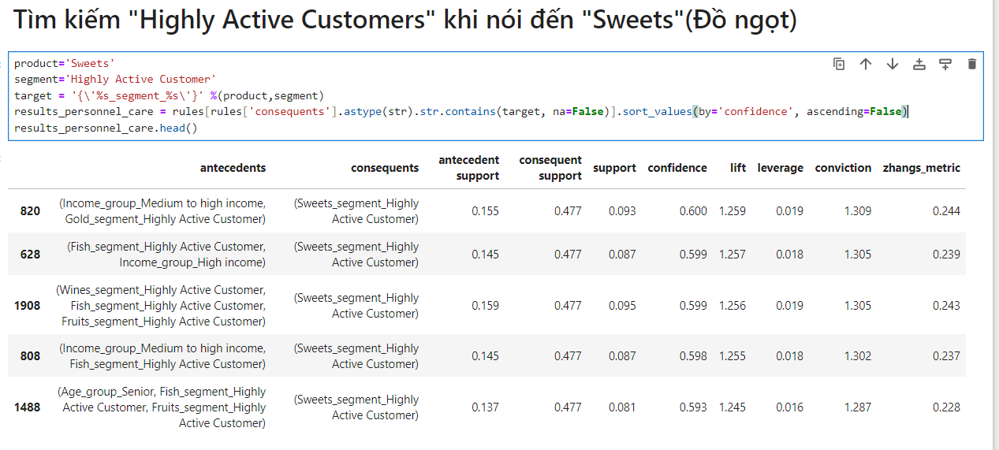 Tìm kiếm "Highly Active Customers" khi nói đến "Sweets"(Đồ ngọt)
product='Sweets'
segment='Highly Active Customer'
target = '{\'%s_segment_%s\'}' %(product,segment)
results_personnel_care = rules[rules['consequents'].astype(str).str.contains(target, na=False)].sort_values(by='confidence', ascending=False)
results_personnel_care.head()
antecedents consequents antecedent support consequent support support confidence lift leverage conviction zhangs_metric
820 (Income_group_Medium to high income, Gold_segment_Highly Active Customer) (Sweets_segment_Highly Active Customer) 0.155 0.477 0.093 0.600 1.259 0.019 1.309 0.244
628 (Fish_segment_Highly Active Customer, Income_group_High income) (Sweets_segment_Highly Active Customer) 0.145 0.477 0.087 0.599 1.257 0.018 1.305 0.239
1908 (Wines_segment_Highly Active Customer, Fish_segment_Highly Active Customer, Fruits_segment_Highly Active Customer) (Sweets_segment_Highly Active Customer) 0.159 0.477 0.095 0.599 1.256 0.019 1.305 0.243
808 (Income_group_Medium to high income, Fish_segment_Highly Active Customer) (Sweets_segment_Highly Active Customer) 0.145 0.477 0.087 0.598 1.255 0.018 1.302 0.237
1488 (Age_group_Senior, Fish_segment_Highly Active Customer, Fruits_segment_Highly Active Customer) (Sweets_segment_Highly Active Customer) 0.137 0.477 0.081 0.593 1.245 0.016 1.287 0.228